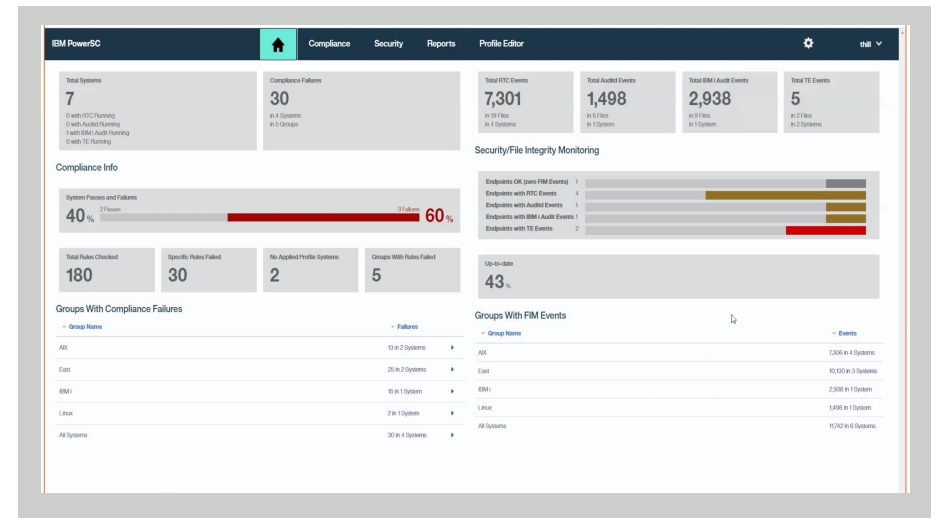 IBM PowerSC
Compliance
Security
Reports
Profile Editor
thill
Total Systems
7
0 with RTC Running
0 with Auditd Running
1 with IBM i Audit Running
0 with TE Running
Compliance Failures
30
in 4 Systems
in 5 Groups
Total RTC Events
7,301
in 19 Files
in 4 Systems
Total Auditd Events
1,498
in 6 Files
in 1 System
Total IBM i Audit Events
2,938
in 9 Files
in 1 System
Total TE Events
5
in 2 Files
in 2 Systems
Compliance Info
System Passes and Failures
40 %
2 Passes
3 Failures
60 %
Total Rules Checked
180
Specific Rules Failed
30
No Applied Profile Systems
2
Groups With Rules Failed
5
Groups With Compliance Failures
Group Name Failures
AIX 13 in 2 Systems
East 25 in 2 Systems
IBM i 15 in 1 System
Linux 2 in 1 System
All Systems 30 in 4 Systems
Security/File Integrity Monitoring
Endpoints OK (zero FIM Events) 1
Endpoints with RTC Events 4
Endpoints with Auditd Events 1
Endpoints with IBM i Audit Events 1
Endpoints with TE Events 2
Up-to-date
43 %
Groups With FIM Events
Group Name Events
AIX 7,306 in 4 Systems
East 10,130 in 3 Systems
IBM i 2,938 in 1 System
Linux 1,498 in 1 System
All Systems 11,742 in 6 Systems